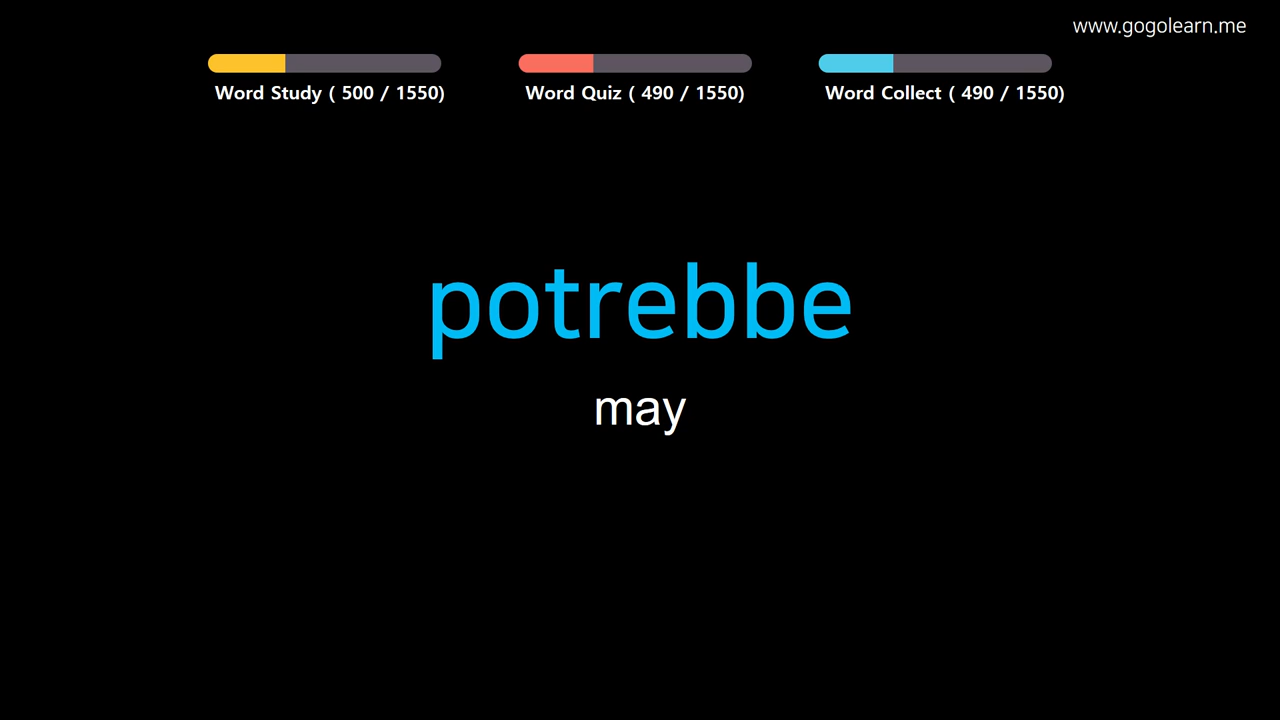 www.gogolearn.me
Word Study ( 500 / 1550)
Word Quiz ( 490 / 1550)
Word Collect ( 490 / 1550)
potrebbe
may